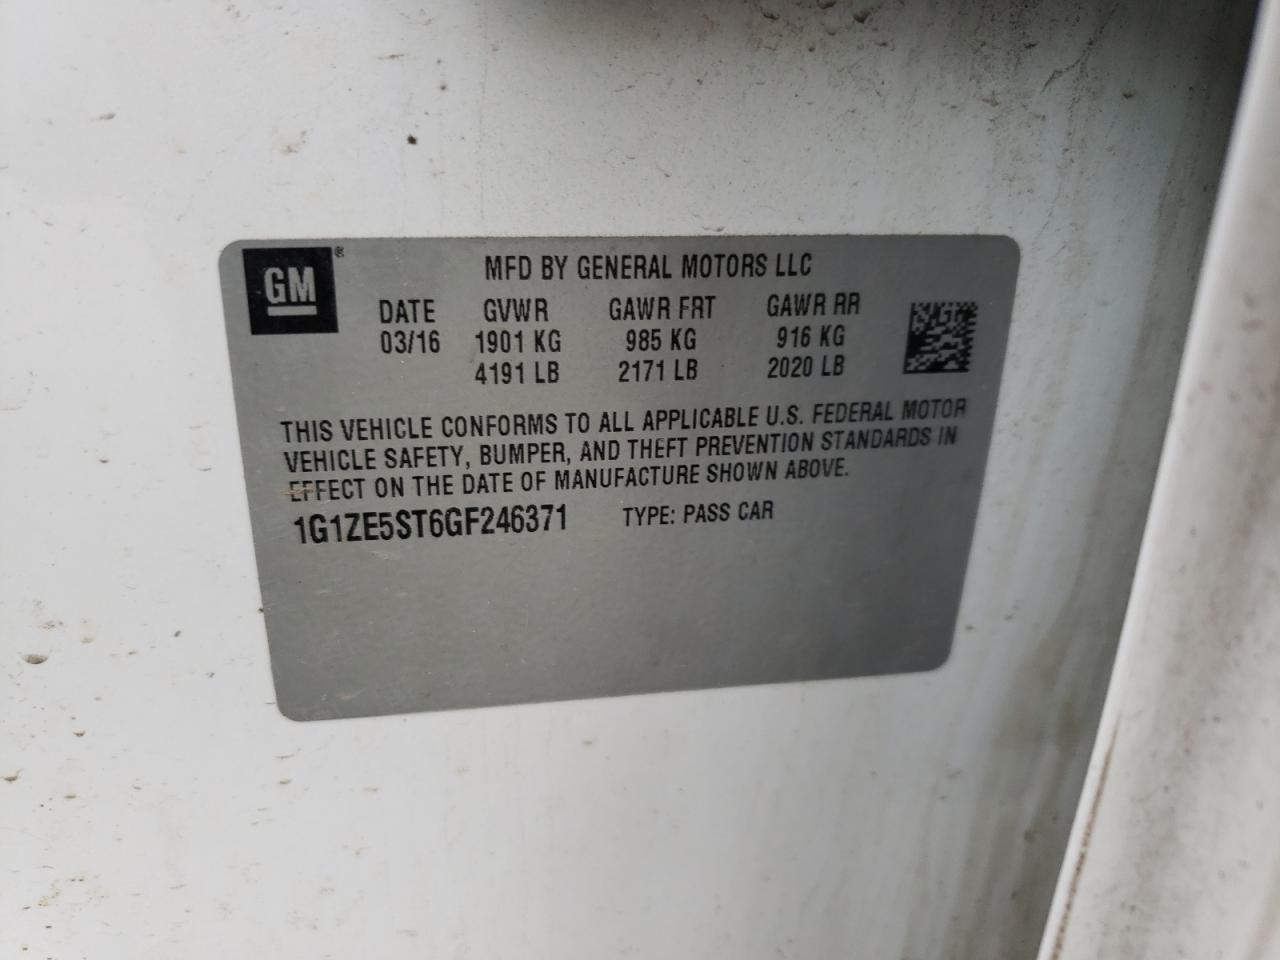 GM®
MFD BY GENERAL MOTORS LLC
DATE GVWR GAWR FRT GAWR RR
03/16 1901 KG 985 KG 916 KG
4191 LB 2171 LB 2020 LB
THIS VEHICLE CONFORMS TO ALL APPLICABLE U.S. FEDERAL MOTOR
VEHICLE SAFETY, BUMPER, AND THEFT PREVENTION STANDARDS IN
EFFECT ON THE DATE OF MANUFACTURE SHOWN ABOVE.
1G1ZE5ST6GF246371 TYPE: PASS CAR